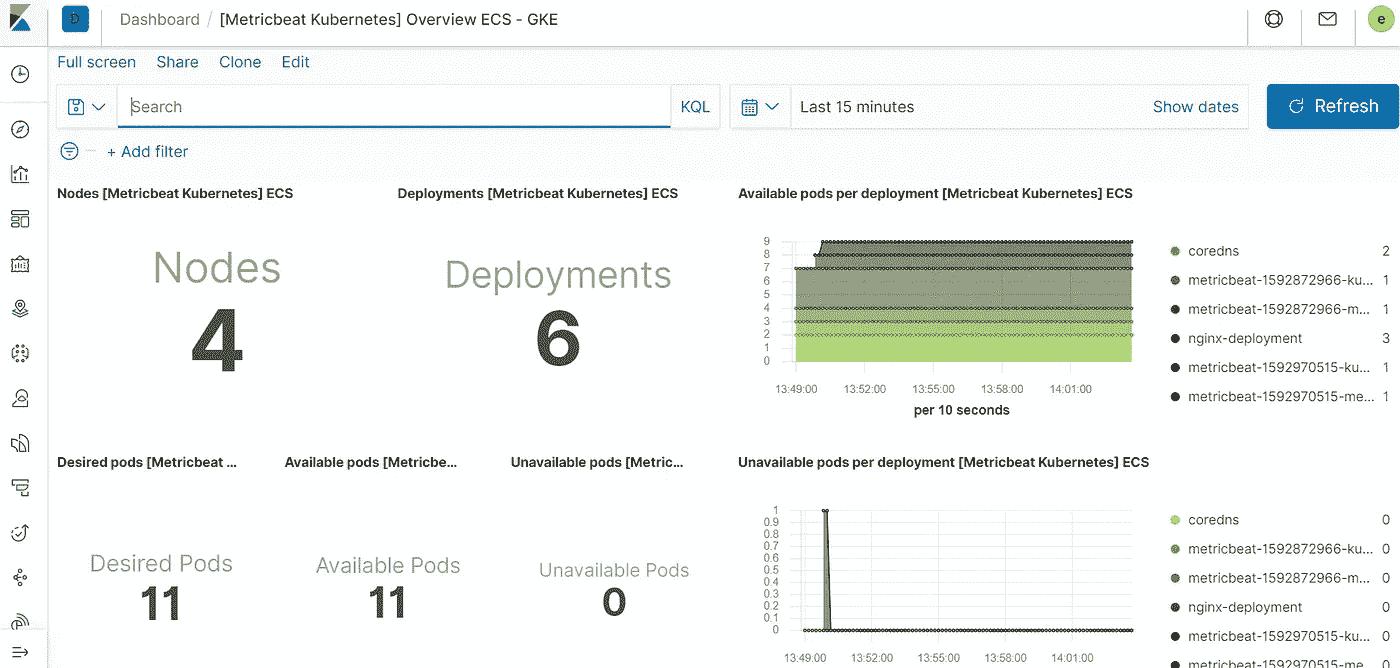 D
Dashboard / [Metricbeat Kubernetes] Overview ECS - GKE
e
Full screen Share Clone Edit
Search KQL Last 15 minutes Show dates Refresh
+ Add filter
Nodes [Metricbeat Kubernetes] ECS
Nodes
4
Deployments [Metricbeat Kubernetes] ECS
Deployments
6
Available pods per deployment [Metricbeat Kubernetes] ECS
9
8
7
6
5
4
3
2
1
0
13:49:00 13:52:00 13:55:00 13:58:00 14:01:00
per 10 seconds
coredns 2
metricbeat-1592872966-ku... 1
metricbeat-1592872966-m... 1
nginx-deployment 3
metricbeat-1592970515-ku... 1
metricbeat-1592970515-me... 1
Desired pods [Metricbeat ...
Desired Pods
11
Available pods [Metricbe...
Available Pods
11
Unavailable pods [Metric...
Unavailable Pods
0
Unavailable pods per deployment [Metricbeat Kubernetes] ECS
1
0.9
0.8
0.7
0.6
0.5
0.4
0.3
0.2
0.1
0
13:49:00 13:52:00 13:55:00 13:58:00 14:01:00
coredns 0
metricbeat-1592872966-ku... 0
metricbeat-1592872966-m... 0
nginx-deployment 0
metricbeat-1592970515-ku... 0
metricbeat-1592970515-me... 0